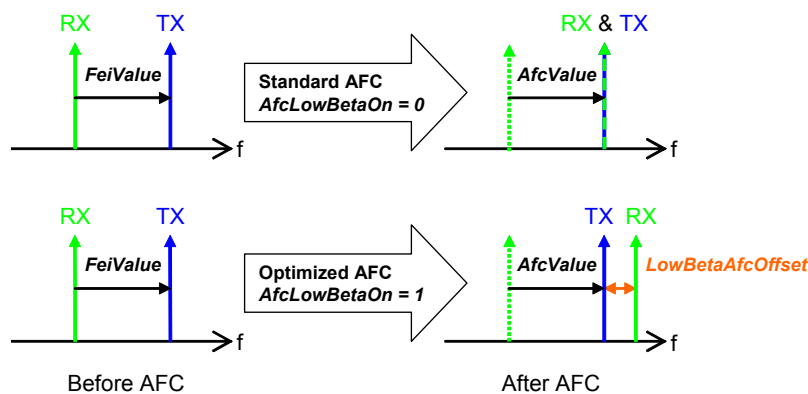 RX TX RX & TX
FeiValue Standard AFC AfcValue
AfcLowBetaOn = 0
f f
RX TX TX RX
FeiValue Optimized AFC AfcValue LowBetaAfcOffset
AfcLowBetaOn = 1
f f
Before AFC After AFC